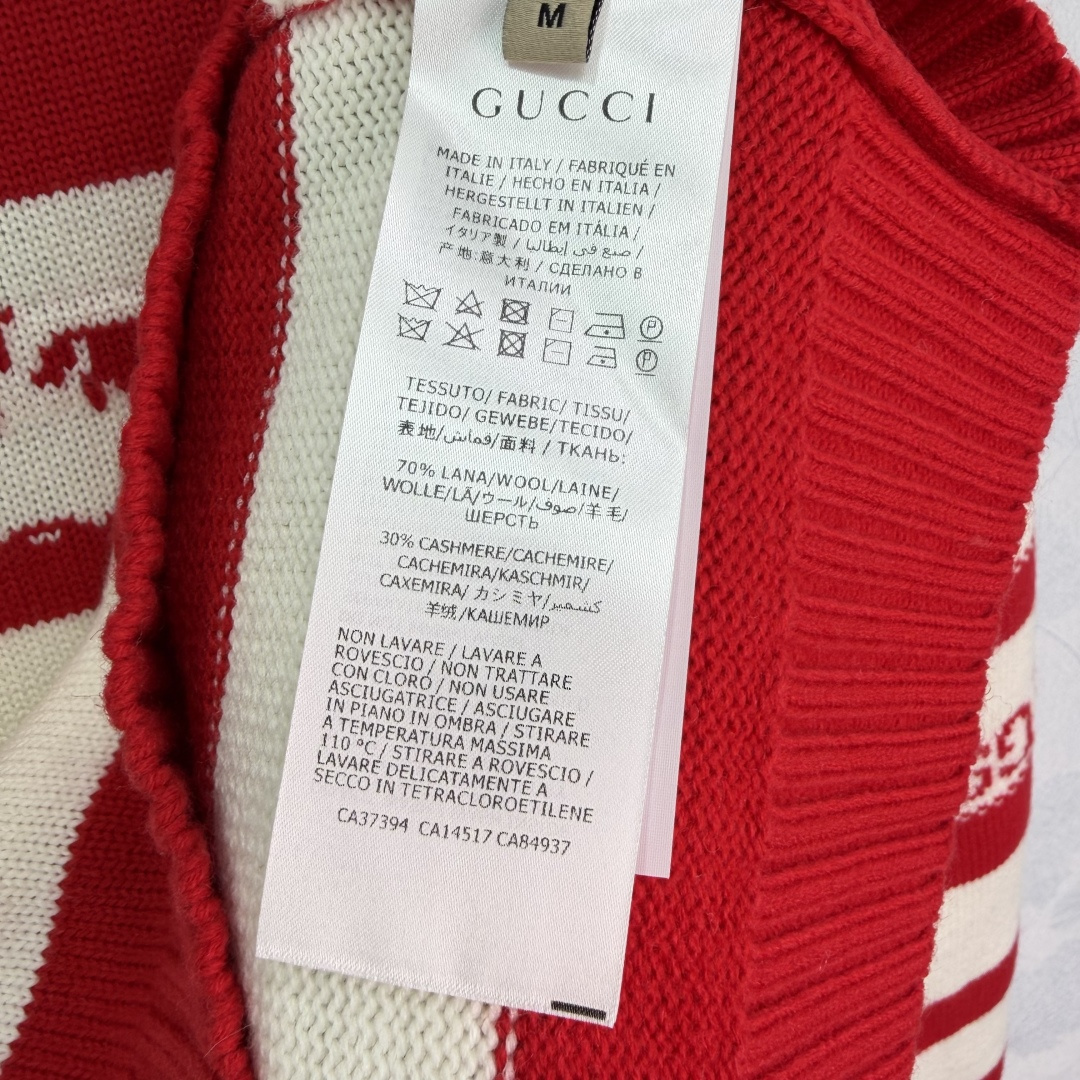 M
GUCCI
MADE IN ITALY / FABRIQUÉ EN
ITALIE / HECHO EN ITALIA /
HERGESTELLT IN ITALIEN /
FABRICADO EM ITÁLIA /
イタリア製 / صنع في إيطاليا /
产地:意大利 / СДЕЛАНО В
ИТАЛИИ
TESSUTO/ FABRIC/ TISSU/
TEJIDO/ GEWEBE/TECIDO/
表地/قماش/面料 / ТКАНЬ:
70% LANA/WOOL/LAINE/
WOLLE/LÃ/ウール/صوف/羊毛/
ШЕРСТЬ
30% CASHMERE/CACHEMIRE/
CACHEMIRA/KASCHMIR/
CAXEMIRA/ カシミヤ/كشمير/
羊绒/КАШЕМИР
NON LAVARE / LAVARE A
ROVESCIO / NON TRATTARE
CON CLORO / NON USARE
ASCIUGATRICE / ASCIUGARE
IN PIANO IN OMBRA / STIRARE
A TEMPERATURA MASSIMA
110 ºC / STIRARE A ROVESCIO /
LAVARE DELICATAMENTE A
SECCO IN TETRACLOROETILENE
CA37394 CA14517 CA84937